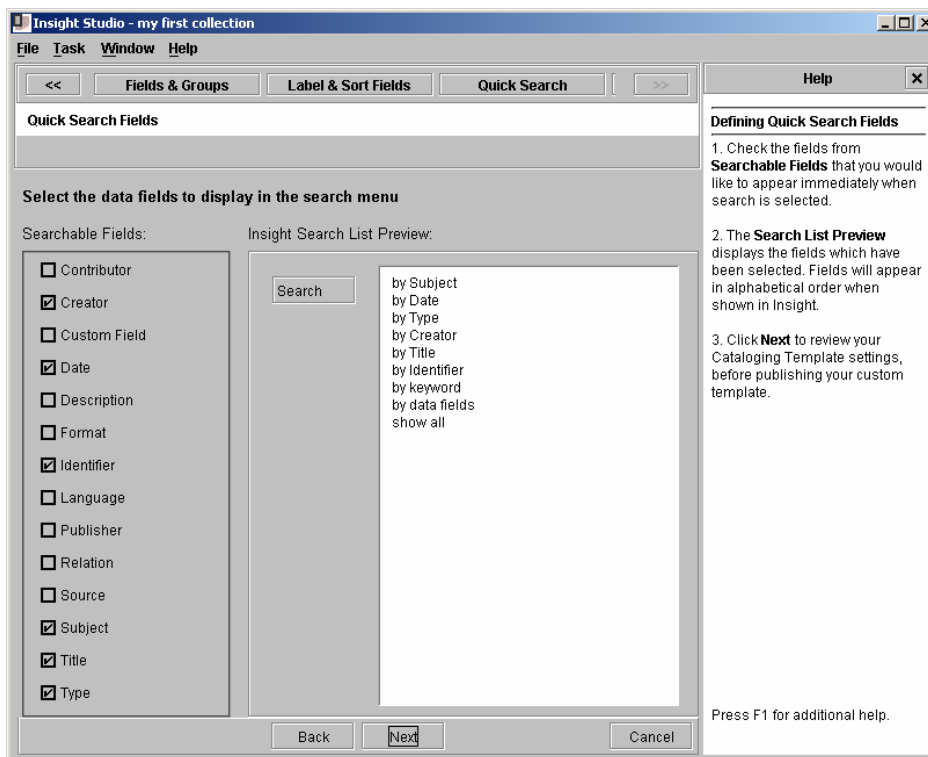 Insight Studio - my first collection
File Task Window Help
<< Fields & Groups Label & Sort Fields Quick Search >>
Quick Search Fields
Select the data fields to display in the search menu
Searchable Fields:
Contributor
Creator
Custom Field
Date
Description
Format
Identifier
Language
Publisher
Relation
Source
Subject
Title
Type
Insight Search List Preview:
Search
by Subject
by Date
by Type
by Creator
by Title
by Identifier
by keyword
by data fields
show all
Back Next Cancel
Help
Defining Quick Search Fields
1. Check the fields from
Searchable Fields that you would
like to appear immediately when
search is selected.
2. The Search List Preview
displays the fields which have
been selected. Fields will appear
in alphabetical order when
shown in Insight.
3. Click Next to review your
Cataloging Template settings,
before publishing your custom
template.
Press F1 for additional help.